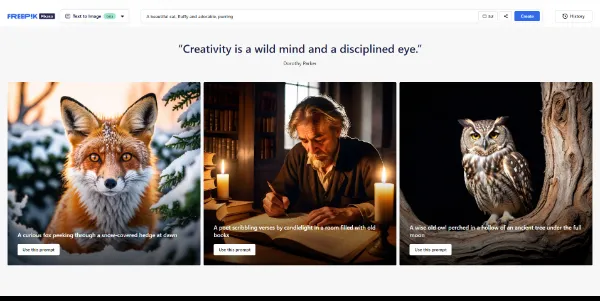 FREEPIK Pikaso
Text to Image
A beautiful cat, fluffy and adorable, pouring
Create
History
“Creativity is a wild mind and a disciplined eye.”
Dorothy Parker
A curious fox peeking through a snow-covered hedge at dawn
Use this prompt
A poet scribbling verses by candlelight in a room filled with old
books
Use this prompt
A wise old owl perched in a hollow of an ancient tree under the full
moon
Use this prompt